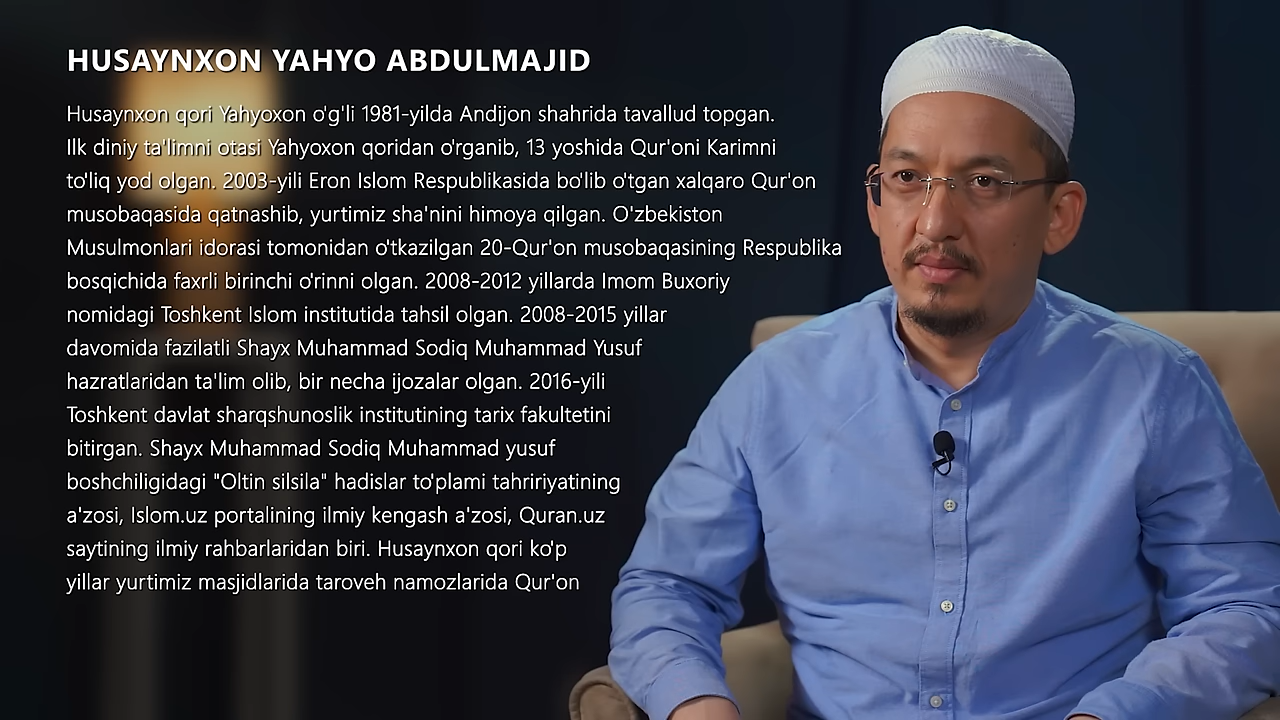 HUSAYNXON YAHYO ABDULMAJID
Husaynxon qori Yahyoxon o'g'li 1981-yilda Andijon shahrida tavallud topgan.
Ilk diniy ta'limni otasi Yahyoxon qoridan o'rganib, 13 yoshida Qur'oni Karimni
to'liq yod olgan. 2003-yili Eron Islom Respublikasida bo'lib o'tgan xalqaro Qur'on
musobaqasida qatnashib, yurtimiz sha'nini himoya qilgan. O'zbekiston
Musulmonlari idorasi tomonidan o'tkazilgan 20-Qur'on musobaqasining Respublika
bosqichida faxrli birinchi o'rinni olgan. 2008-2012 yillarda Imom Buxoriy
nomidagi Toshkent Islom institutida tahsil olgan. 2008-2015 yillar
davomida fazilatli Shayx Muhammad Sodiq Muhammad Yusuf
hazratlaridan ta'lim olib, bir necha ijozalar olgan. 2016-yili
Toshkent davlat sharqshunoslik institutining tarix fakultetini
bitirgan. Shayx Muhammad Sodiq Muhammad yusuf
boshchiligidagi "Oltin silsila" hadislar to'plami tahririyatining
a'zosi, Islom.uz portalining ilmiy kengash a'zosi, Quran.uz
saytining ilmiy rahbarlaridan biri. Husaynxon qori ko'p
yillar yurtimiz masjidlarida taroveh namozlarida Qur'on